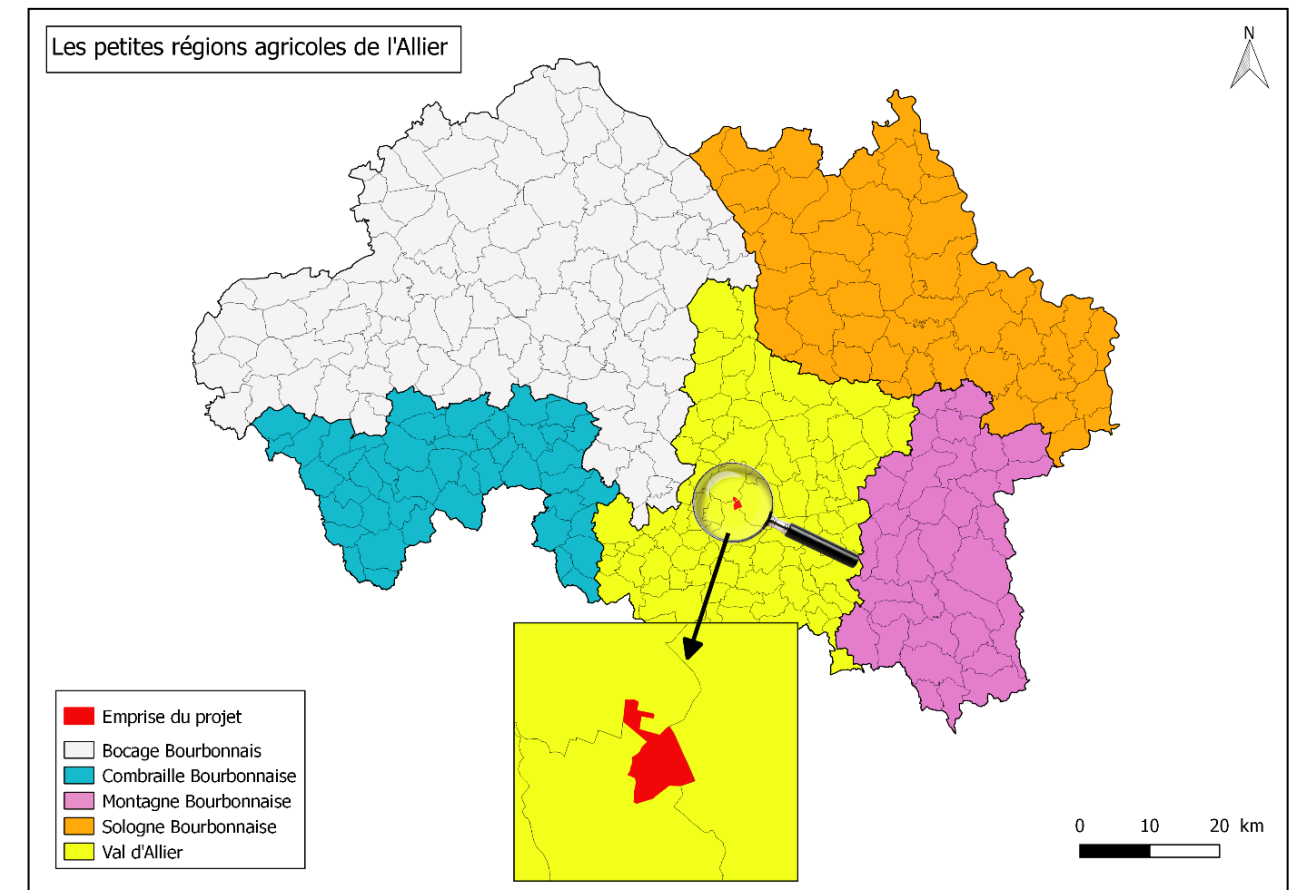 Les petites régions agricoles de l'Allier
N
Emprise du projet
Bocage Bourbonnais
Combraille Bourbonnaise
Montagne Bourbonnaise
Sologne Bourbonnaise
Val d'Allier
0 10 20 km